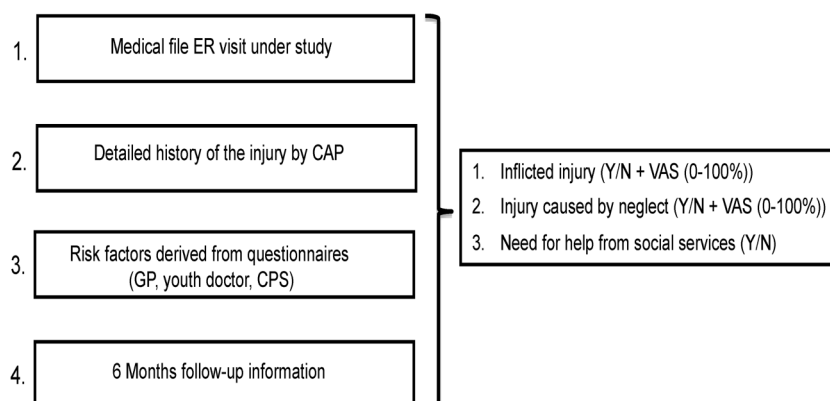 1. Medical file ER visit under study
2. Detailed history of the injury by CAP
3. Risk factors derived from questionnaires
(GP, youth doctor, CPS)
4. 6 Months follow-up information
1. Inflicted injury (Y/N + VAS (0-100%))
2. Injury caused by neglect (Y/N + VAS (0-100%))
3. Need for help from social services (Y/N)